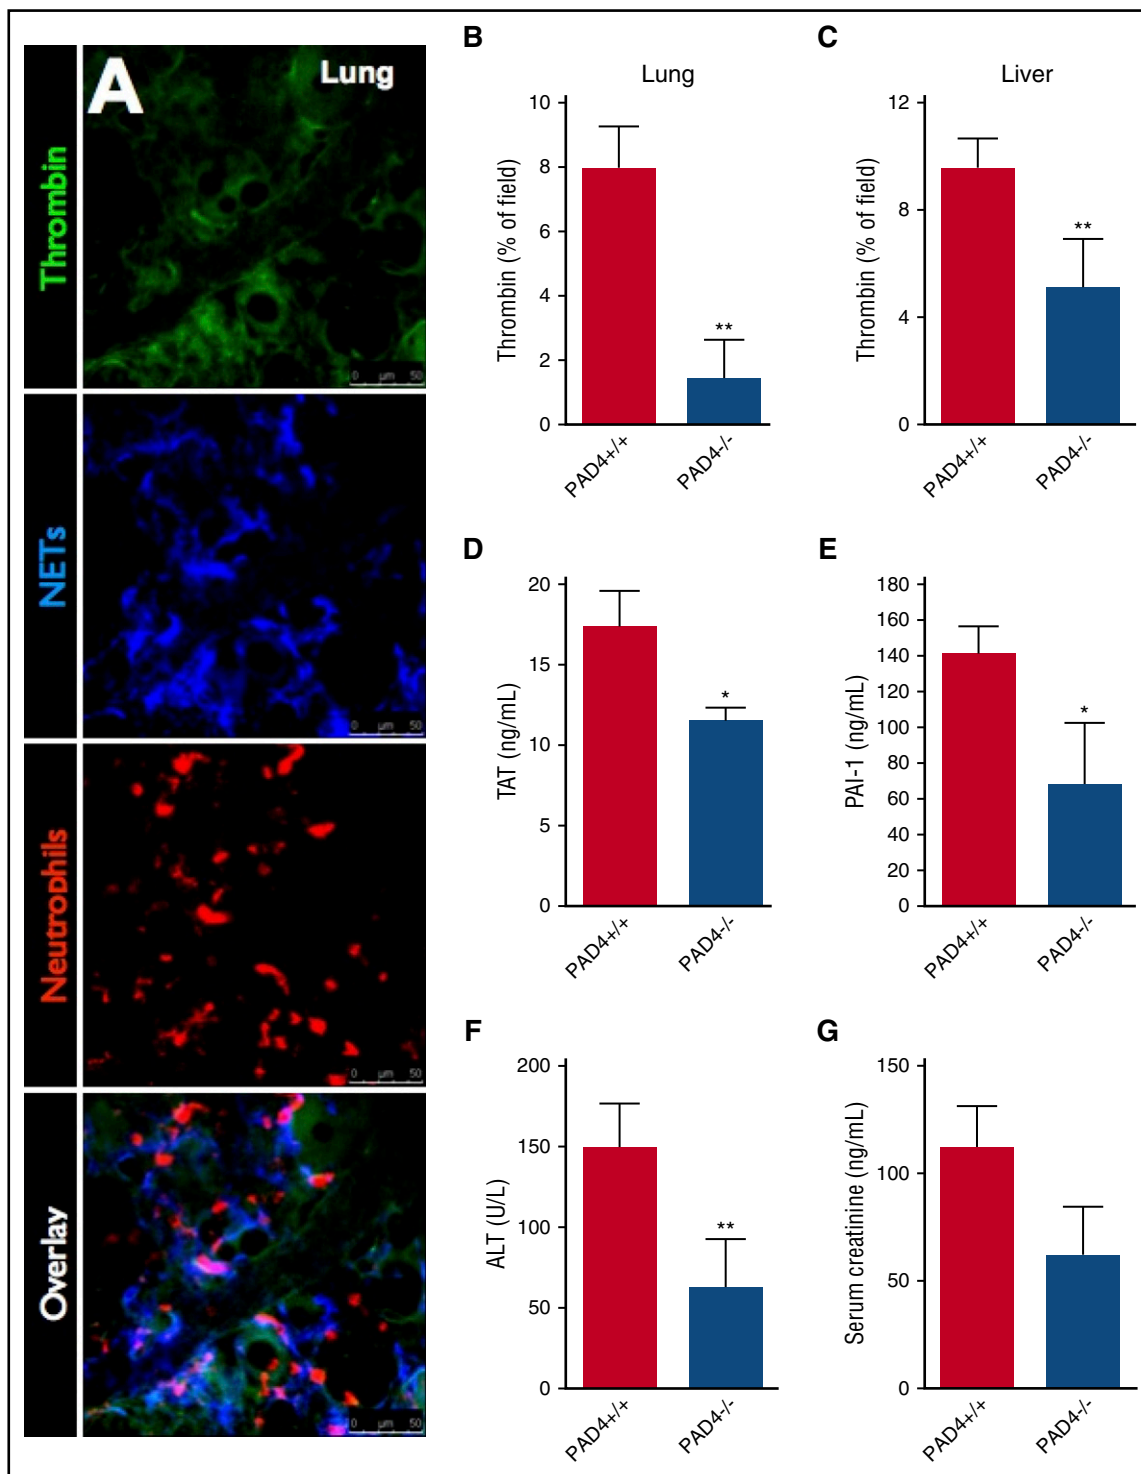 A
Lung
Thrombin
0 µm 50
NETs
0 µm 50
Neutrophils
0 µm 50
Overlay
0 µm 50
B
Lung
Thrombin (% of field)
10
8
6
4
2
0
**
PAD4+/+
PAD4-/-
C
Liver
Thrombin (% of field)
12
8
4
0
**
PAD4+/+
PAD4-/-
D
TAT (ng/mL)
20
15
10
5
0
*
PAD4+/+
PAD4-/-
E
PAI-1 (ng/mL)
180
160
140
120
100
80
60
40
20
0
*
PAD4+/+
PAD4-/-
F
ALT (U/L)
200
150
100
50
0
**
PAD4+/+
PAD4-/-
G
Serum creatinine (ng/mL)
150
100
50
0
PAD4+/+
PAD4-/-